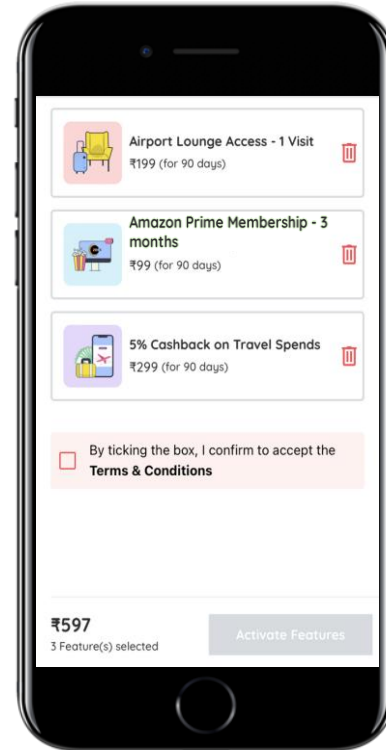 Airport Lounge Access - 1 Visit
₹199 (for 90 days)
Amazon Prime Membership - 3
months
₹99 (for 90 days)
5% Cashback on Travel Spends
₹299 (for 90 days)
By ticking the box, I confirm to accept the
Terms & Conditions
₹597
3 Feature(s) selected
Activate Features